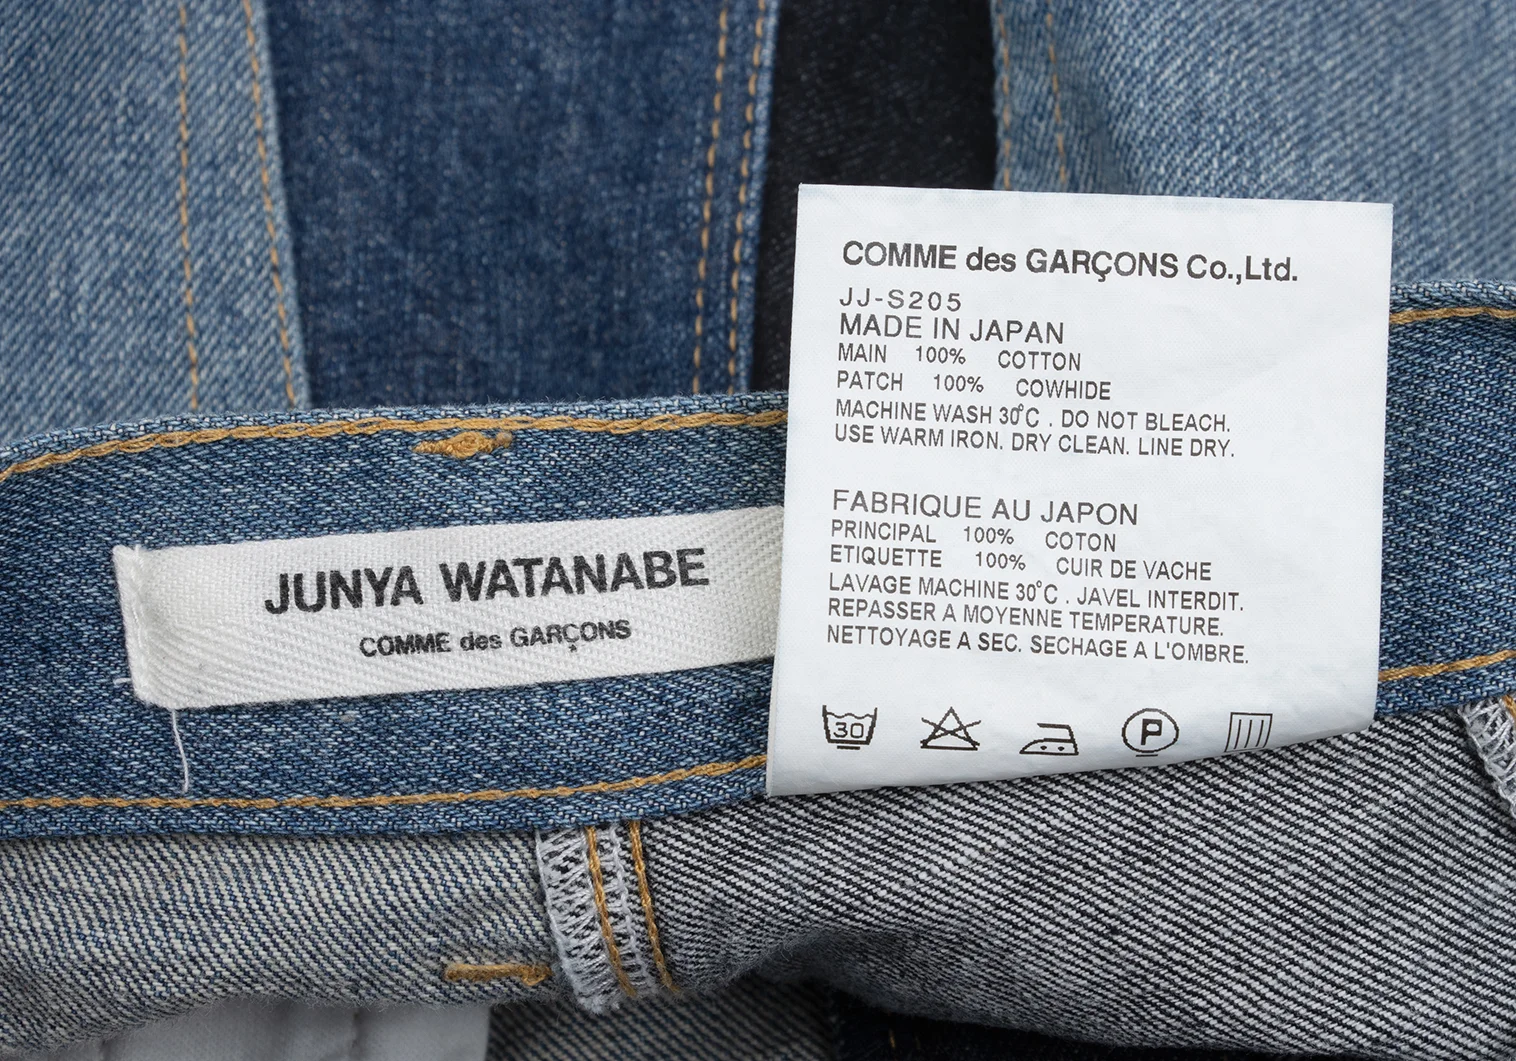 JUNYA WATANABE
COMME des GARÇONS
COMME des GARÇONS Co.,Ltd.
JJ-S205
MADE IN JAPAN
MAIN 100% COTTON
PATCH 100% COWHIDE
MACHINE WASH 30°C . DO NOT BLEACH.
USE WARM IRON. DRY CLEAN. LINE DRY.
FABRIQUE AU JAPON
PRINCIPAL 100% COTON
ETIQUETTE 100% CUIR DE VACHE
LAVAGE MACHINE 30°C . JAVEL INTERDIT.
REPASSER A MOYENNE TEMPERATURE.
NETTOYAGE A SEC. SECHAGE A L'OMBRE.
30 P